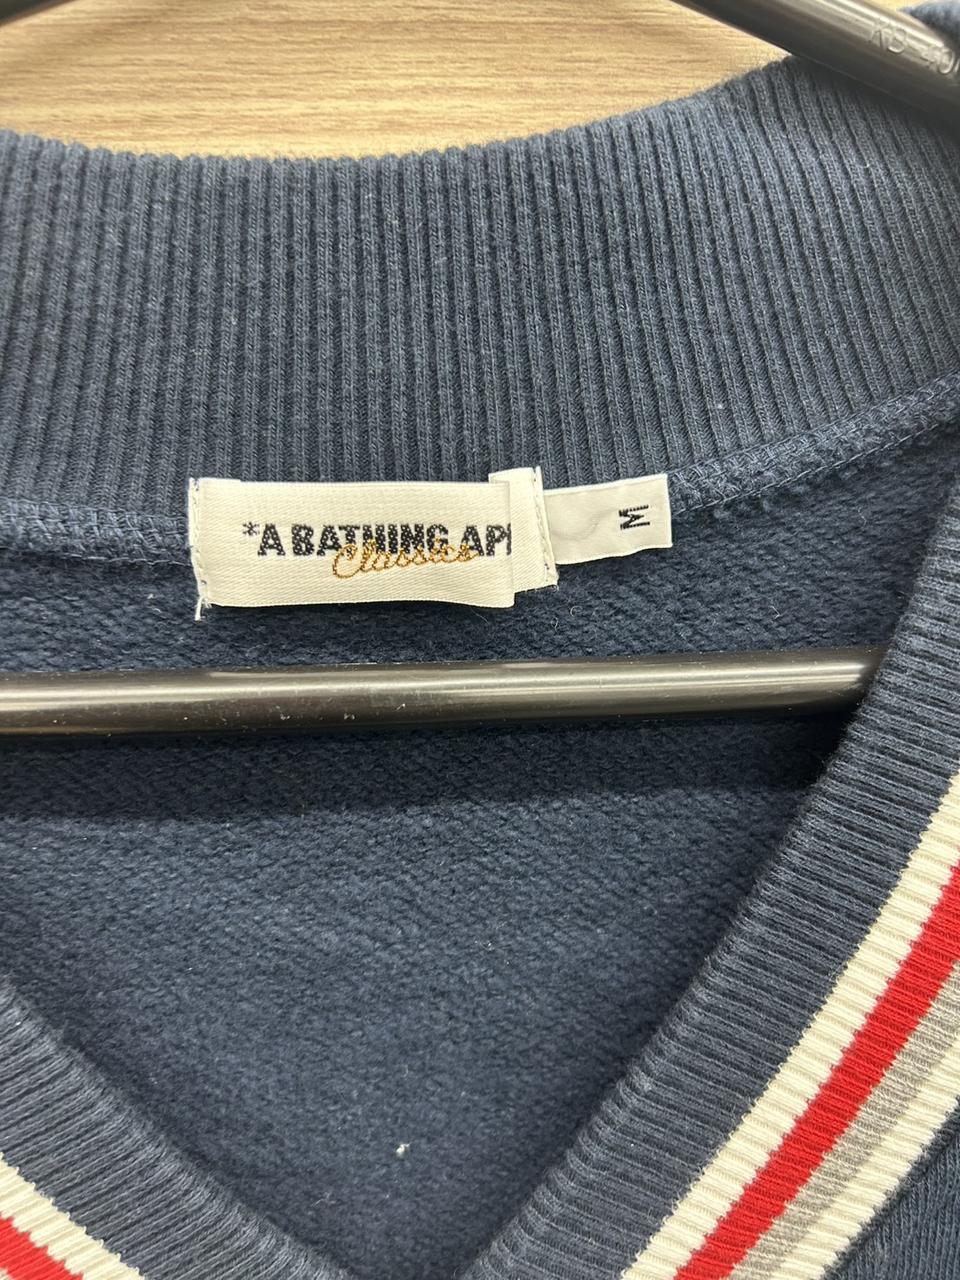 *A BATHING AP
Classics
M